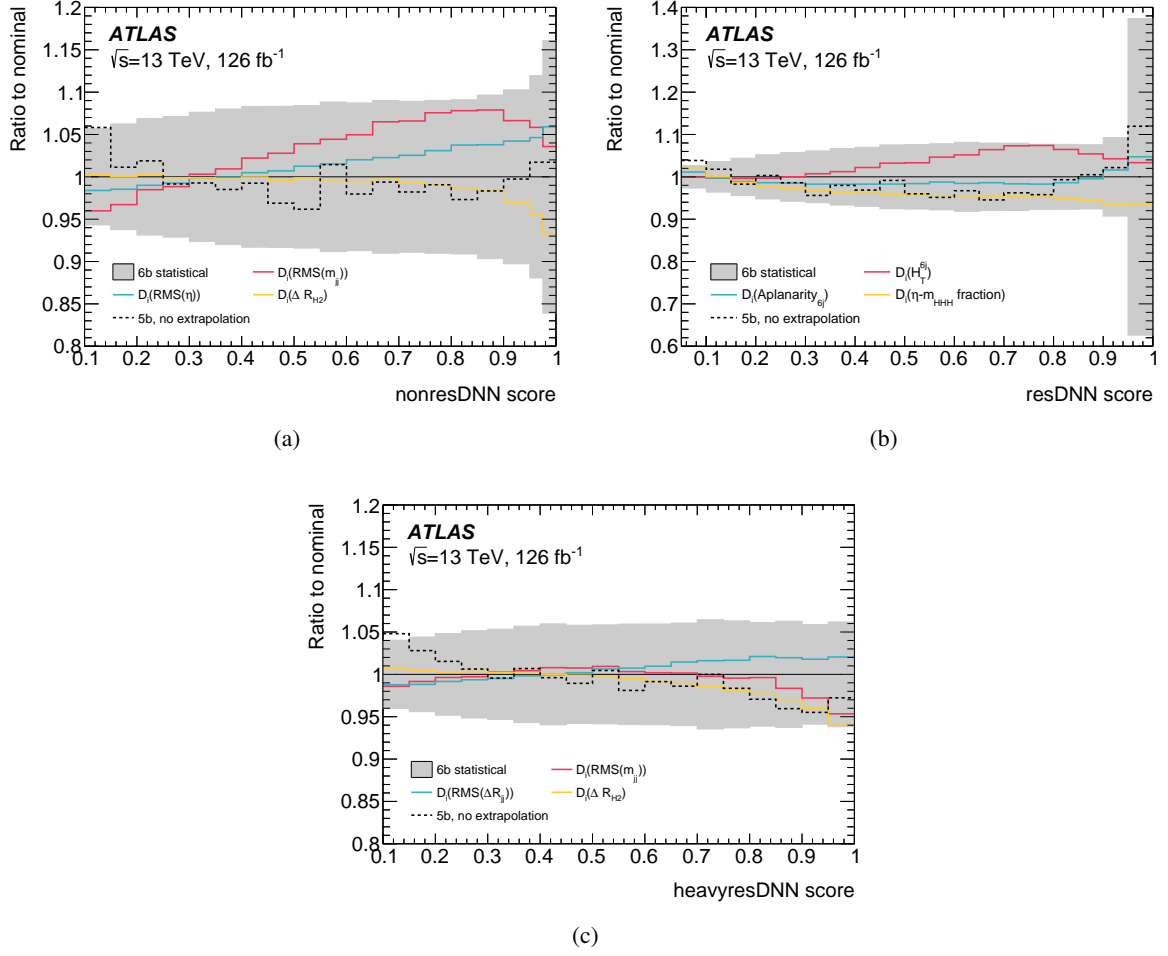 ATLAS
√s=13 TeV, 126 fb⁻¹
Ratio to nominal
1.2
1.15
1.1
1.05
1
0.95
0.9
0.85
0.8
6b statistical
D_i(RMS(m_jj))
D_i(RMS(η))
D_i(Δ R_H2)
5b, no extrapolation
0.1 0.2 0.3 0.4 0.5 0.6 0.7 0.8 0.9 1
nonresDNN score
(a)
ATLAS
√s=13 TeV, 126 fb⁻¹
Ratio to nominal
1.4
1.3
1.2
1.1
1
0.9
0.8
0.7
0.6
6b statistical
D_i(H_T^6j)
D_i(Aplanarity_6j)
D_i(η-m_HHH fraction)
5b, no extrapolation
0.1 0.2 0.3 0.4 0.5 0.6 0.7 0.8 0.9 1
resDNN score
(b)
ATLAS
√s=13 TeV, 126 fb⁻¹
Ratio to nominal
1.2
1.15
1.1
1.05
1
0.95
0.9
0.85
0.8
6b statistical
D_i(RMS(m_jj))
D_i(RMS(ΔR_jj))
D_i(Δ R_H2)
5b, no extrapolation
0.1 0.2 0.3 0.4 0.5 0.6 0.7 0.8 0.9 1
heavyresDNN score
(c)